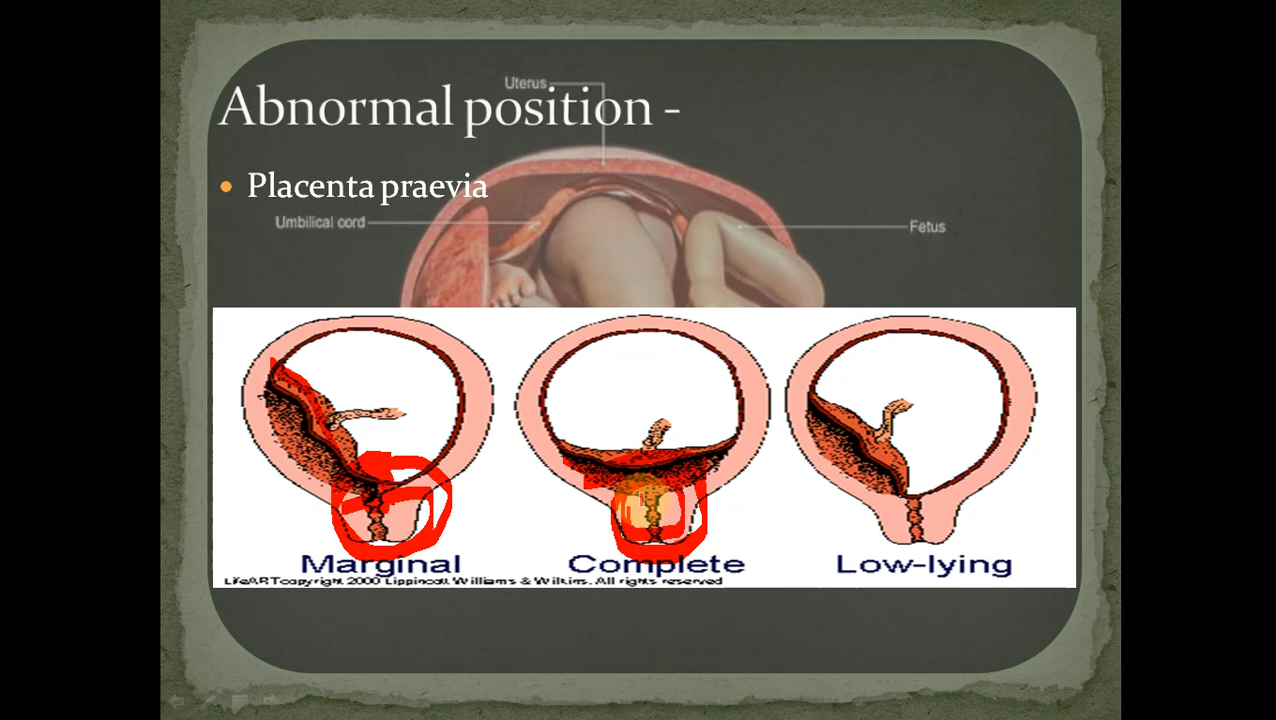 Uterus
Abnormal position -
Placenta praevia
Umbilical cord
Fetus
Marginal
Complete
Low-lying
LifeART copyright 2000 Lippincott Williams & Wilkins. All rights reserved